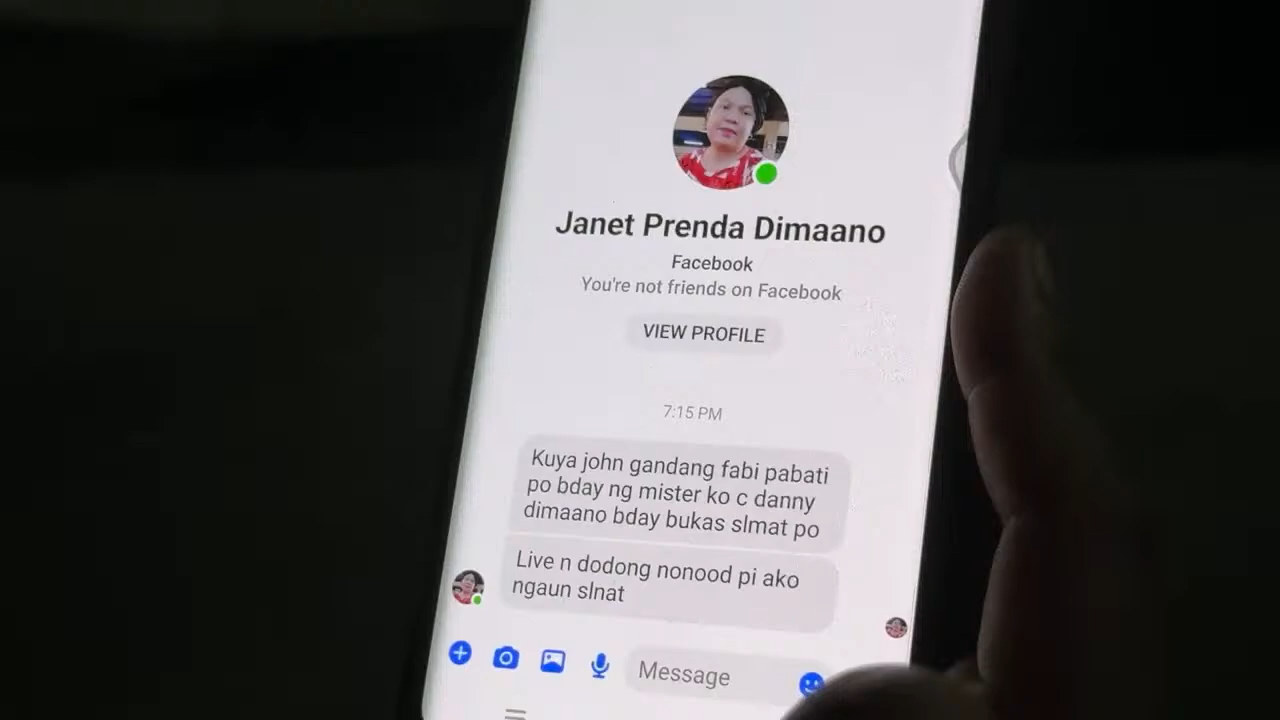 Janet Prenda Dimaano
Facebook
You're not friends on Facebook
VIEW PROFILE
7:15 PM
Kuya john gandang fabi pabati
po bday ng mister ko c danny
dimaano bday bukas slmat po
Live n dodong nonood pi ako
ngaun slnat
Message